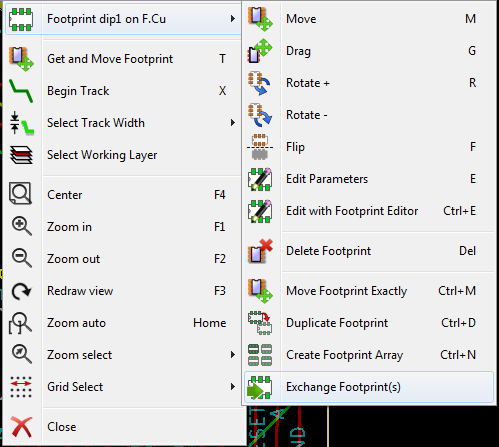 Footprint dip1 on F.Cu
Get and Move Footprint T
Begin Track X
Select Track Width
Select Working Layer
Center F4
Zoom in F1
Zoom out F2
Redraw view F3
Zoom auto Home
Zoom select
Grid Select
Close
Move M
Drag G
Rotate + R
Rotate -
Flip F
Edit Parameters E
Edit with Footprint Editor Ctrl+E
Delete Footprint Del
Move Footprint Exactly Ctrl+M
Duplicate Footprint Ctrl+D
Create Footprint Array Ctrl+N
Exchange Footprint(s)